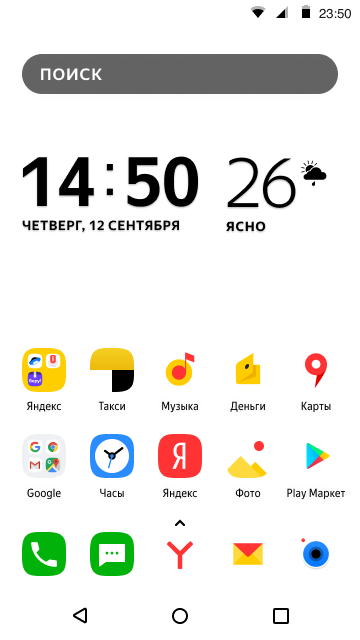 23:50
ПОИСК
14:50 26
ЧЕТВЕРГ, 12 СЕНТЯБРЯ ЯСНО
Яндекс Такси Музыка Деньги Карты
Google Часы Яндекс Фото Play Маркет